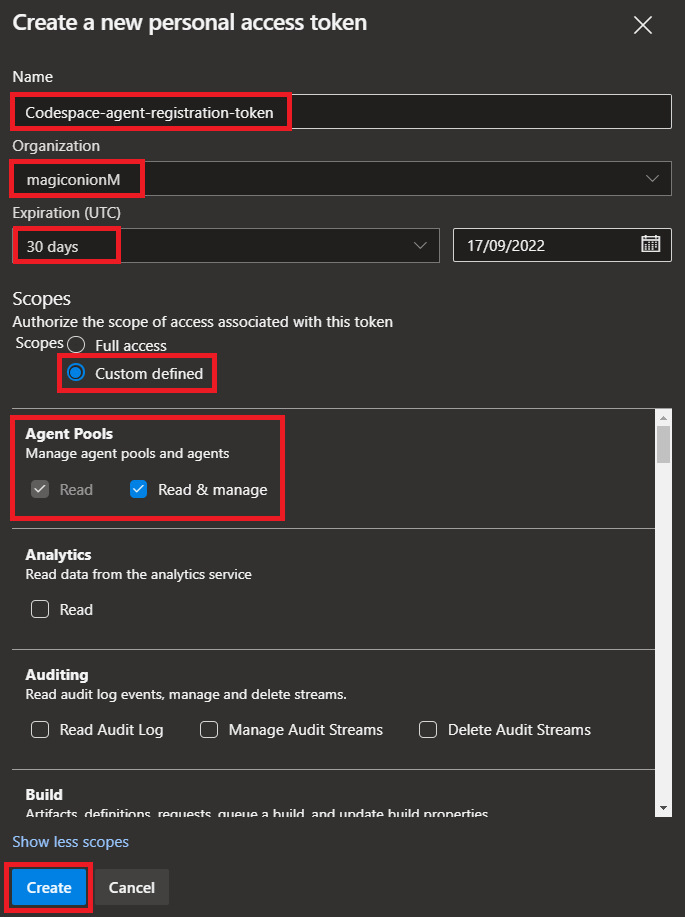 Create a new personal access token
Name
Codespace-agent-registration-token
Organization
magiconionM
Expiration (UTC)
30 days
17/09/2022
Scopes
Authorize the scope of access associated with this token
Scopes Full access
Custom defined
Agent Pools
Manage agent pools and agents
Read Read & manage
Analytics
Read data from the analytics service
Read
Auditing
Read audit log events, manage and delete streams.
Read Audit Log Manage Audit Streams Delete Audit Streams
Build
Artifacts, definitions, requests, queue a build, and update build properties
Show less scopes
Create Cancel